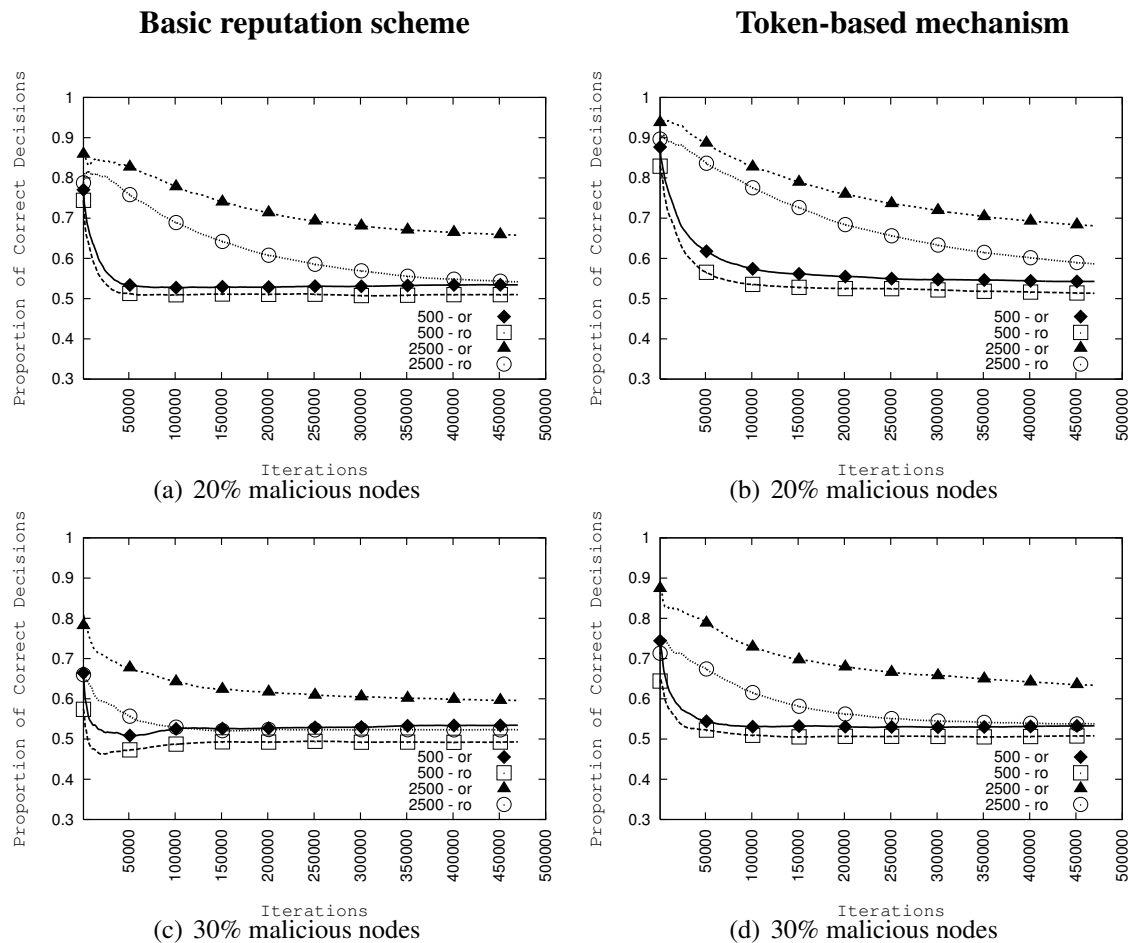 Basic reputation scheme
Token-based mechanism
Proportion of Correct Decisions
1
0.9
0.8
0.7
0.6
0.5
0.4
0.3
500 - or
500 - ro
2500 - or
2500 - ro
50000
100000
150000
200000
250000
300000
350000
400000
450000
500000
Iterations
(a) 20% malicious nodes
Proportion of Correct Decisions
1
0.9
0.8
0.7
0.6
0.5
0.4
0.3
500 - or
500 - ro
2500 - or
2500 - ro
50000
100000
150000
200000
250000
300000
350000
400000
450000
500000
Iterations
(b) 20% malicious nodes
Proportion of Correct Decisions
1
0.9
0.8
0.7
0.6
0.5
0.4
0.3
500 - or
500 - ro
2500 - or
2500 - ro
50000
100000
150000
200000
250000
300000
350000
400000
450000
500000
Iterations
(c) 30% malicious nodes
Proportion of Correct Decisions
1
0.9
0.8
0.7
0.6
0.5
0.4
0.3
500 - or
500 - ro
2500 - or
2500 - ro
50000
100000
150000
200000
250000
300000
350000
400000
450000
500000
Iterations
(d) 30% malicious nodes